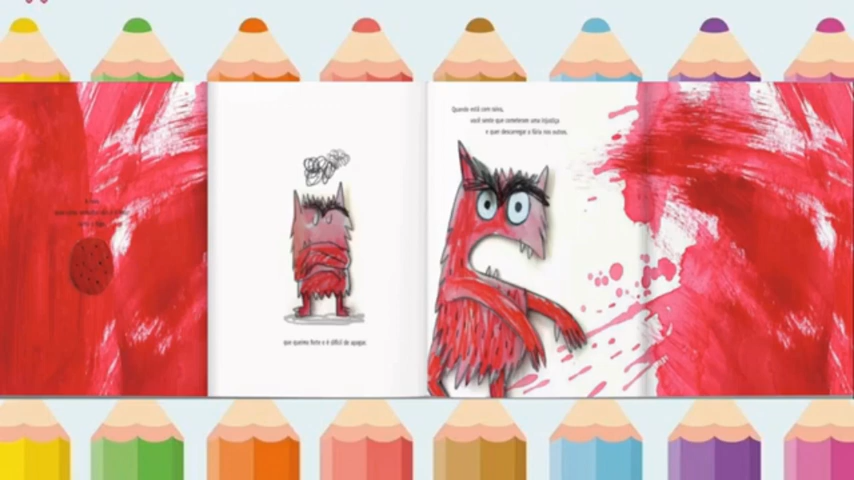 A raiva
que queima forte e é difícil de apagar.
Quando está com raiva,
você sente que cometeram uma injustiça
e quer descarregar a fúria nos outros.